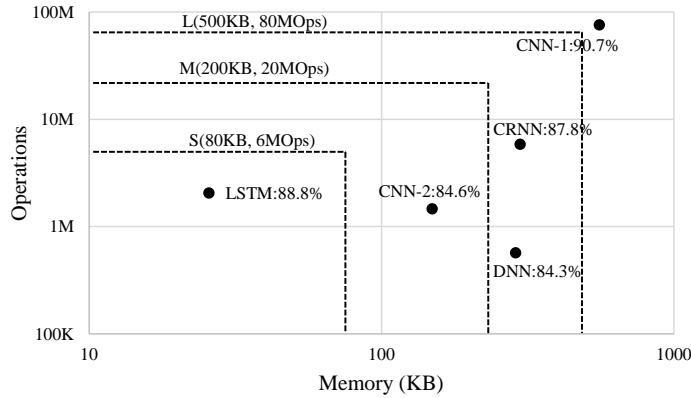 100M
L(500KB, 80MOps)
CNN-1:90.7%
M(200KB, 20MOps)
10M
CRNN:87.8%
S(80KB, 6MOps)
Operations
LSTM:88.8%
CNN-2:84.6%
1M
DNN:84.3%
100K
10
100
1000
Memory (KB)